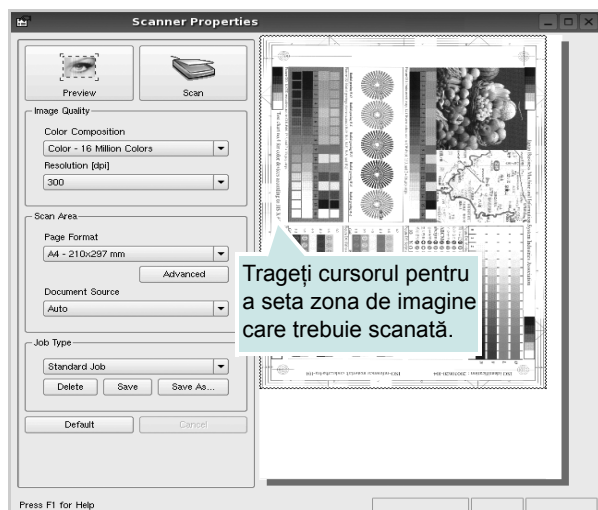 Scanner Properties
Preview
Scan
Image Quality
Color Composition
Color - 16 Million Colors
Resolution [dpi]
300
Scan Area
Page Format
A4 - 210x297 mm
Advanced
Document Source
Auto
Job Type
Standard Job
Delete
Save
Save As...
Default
Cancel
Press F1 for Help
Trageți cursorul pentru
a seta zona de imagine
care trebuie scanată.